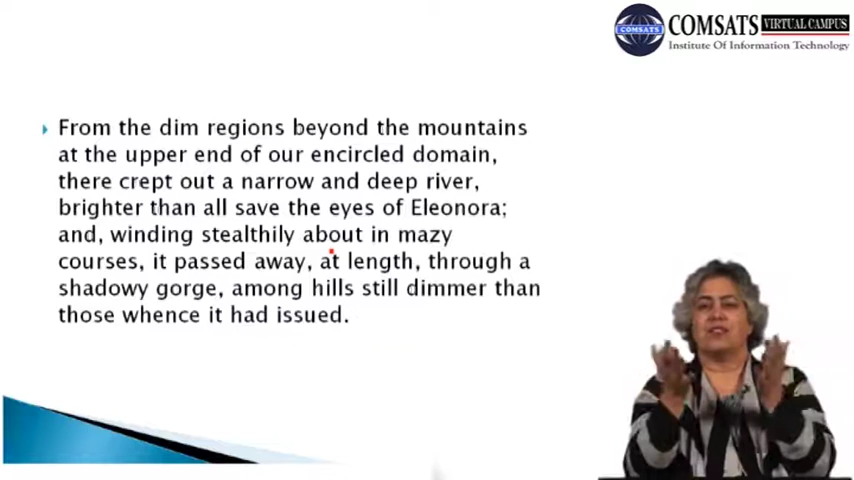 COMSATS
COMSATS VIRTUAL CAMPUS
Institute Of Information Technology
From the dim regions beyond the mountains
at the upper end of our encircled domain,
there crept out a narrow and deep river,
brighter than all save the eyes of Eleonora;
and, winding stealthily about in mazy
courses, it passed away, at length, through a
shadowy gorge, among hills still dimmer than
those whence it had issued.